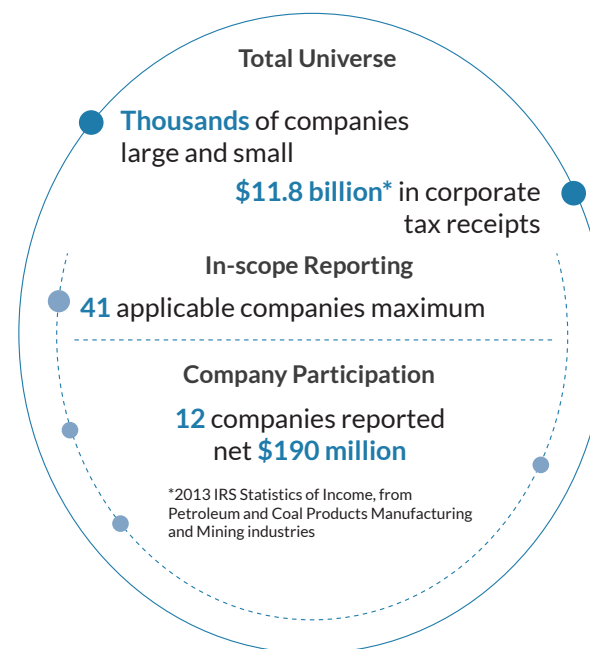 Total Universe
Thousands of companies
large and small
$11.8 billion* in corporate
tax receipts
In-scope Reporting
41 applicable companies maximum
Company Participation
12 companies reported
net $190 million
*2013 IRS Statistics of Income, from
Petroleum and Coal Products Manufacturing
and Mining industries